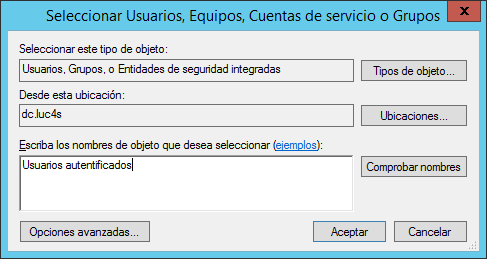 Seleccionar Usuarios, Equipos, Cuentas de servicio o Grupos
x
Seleccionar este tipo de objeto:
Usuarios, Grupos, o Entidades de seguridad integradas
Tipos de objeto...
Desde esta ubicación:
dc.luc4s
Ubicaciones...
Escriba los nombres de objeto que desea seleccionar (ejemplos):
Usuarios autentificados
Comprobar nombres
Opciones avanzadas...
Aceptar
Cancelar